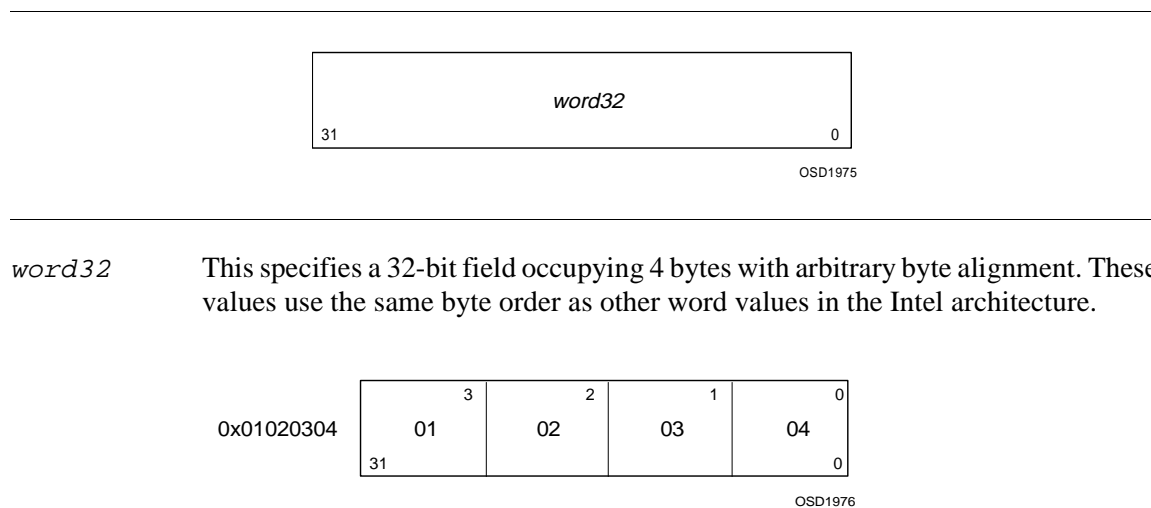 word32
31 0
OSD1975
word32 This specifies a 32-bit field occupying 4 bytes with arbitrary byte alignment. These
values use the same byte order as other word values in the Intel architecture.
3 2 1 0
0x01020304 01 02 03 04
31 0
OSD1976